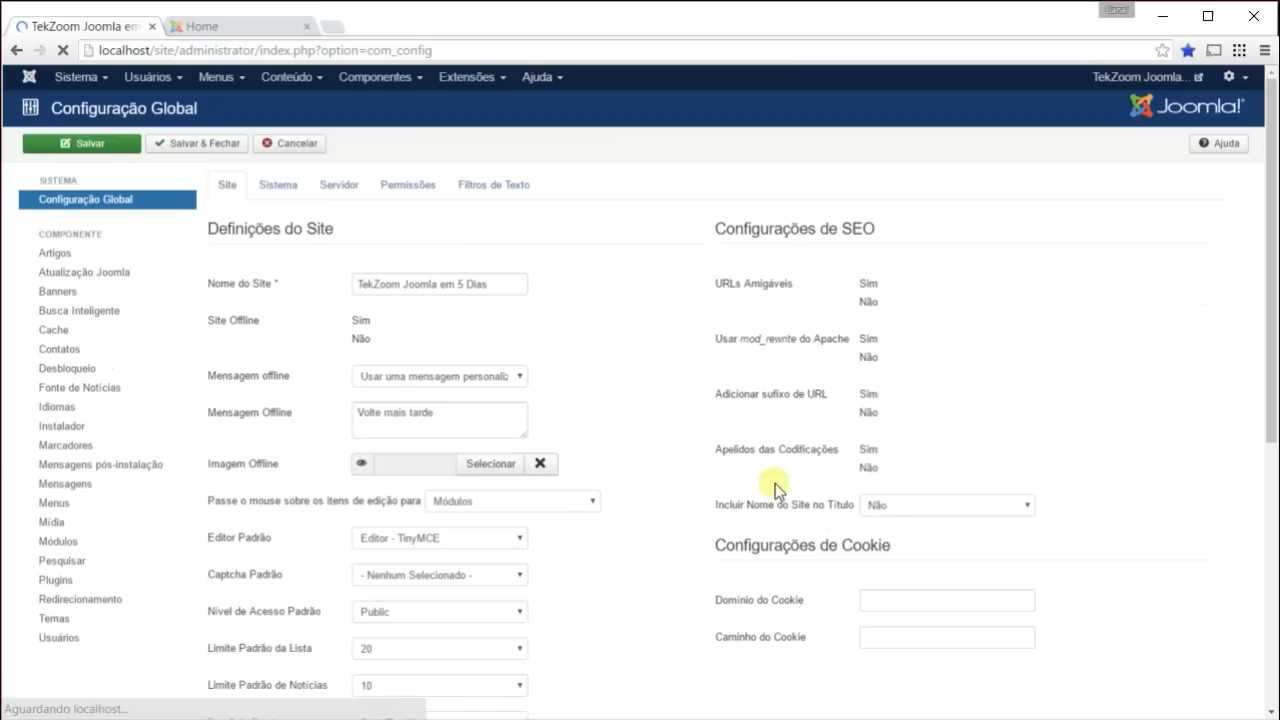 Canal
TekZoom Joomla em
Home
localhost/site/administrator/index.php?option=com_config
Sistema Usuários Menus Conteúdo Componentes Extensões Ajuda
TekZoom Joomla...
Configuração Global
Joomla!
Salvar
Salvar & Fechar
Cancelar
Ajuda
SISTEMA
Configuração Global
COMPONENTE
Artigos
Atualização Joomla
Banners
Busca Inteligente
Cache
Contatos
Desbloqueio
Fonte de Notícias
Idiomas
Instalador
Marcadores
Mensagens pós-instalação
Mensagens
Menus
Mídia
Módulos
Pesquisar
Plugins
Redirecionamento
Temas
Usuários
Site Sistema Servidor Permissões Filtros de Texto
Definições do Site
Nome do Site * TekZoom Joomla em 5 Dias
Site Offline Sim
Não
Mensagem offline Usar uma mensagem personaliz
Mensagem Offline Volte mais tarde
Imagem Offline Selecionar
Passe o mouse sobre os itens de edição para Módulos
Editor Padrão Editor - TinyMCE
Captcha Padrão - Nenhum Selecionado -
Nível de Acesso Padrão Public
Limite Padrão da Lista 20
Limite Padrão de Notícias 10
Configurações de SEO
URLs Amigáveis Sim
Não
Usar mod_rewrite do Apache Sim
Não
Adicionar sufixo de URL Sim
Não
Apelidos das Codificações Sim
Não
Incluir Nome do Site no Título Não
Configurações de Cookie
Domínio do Cookie
Caminho do Cookie
Aguardando localhost...